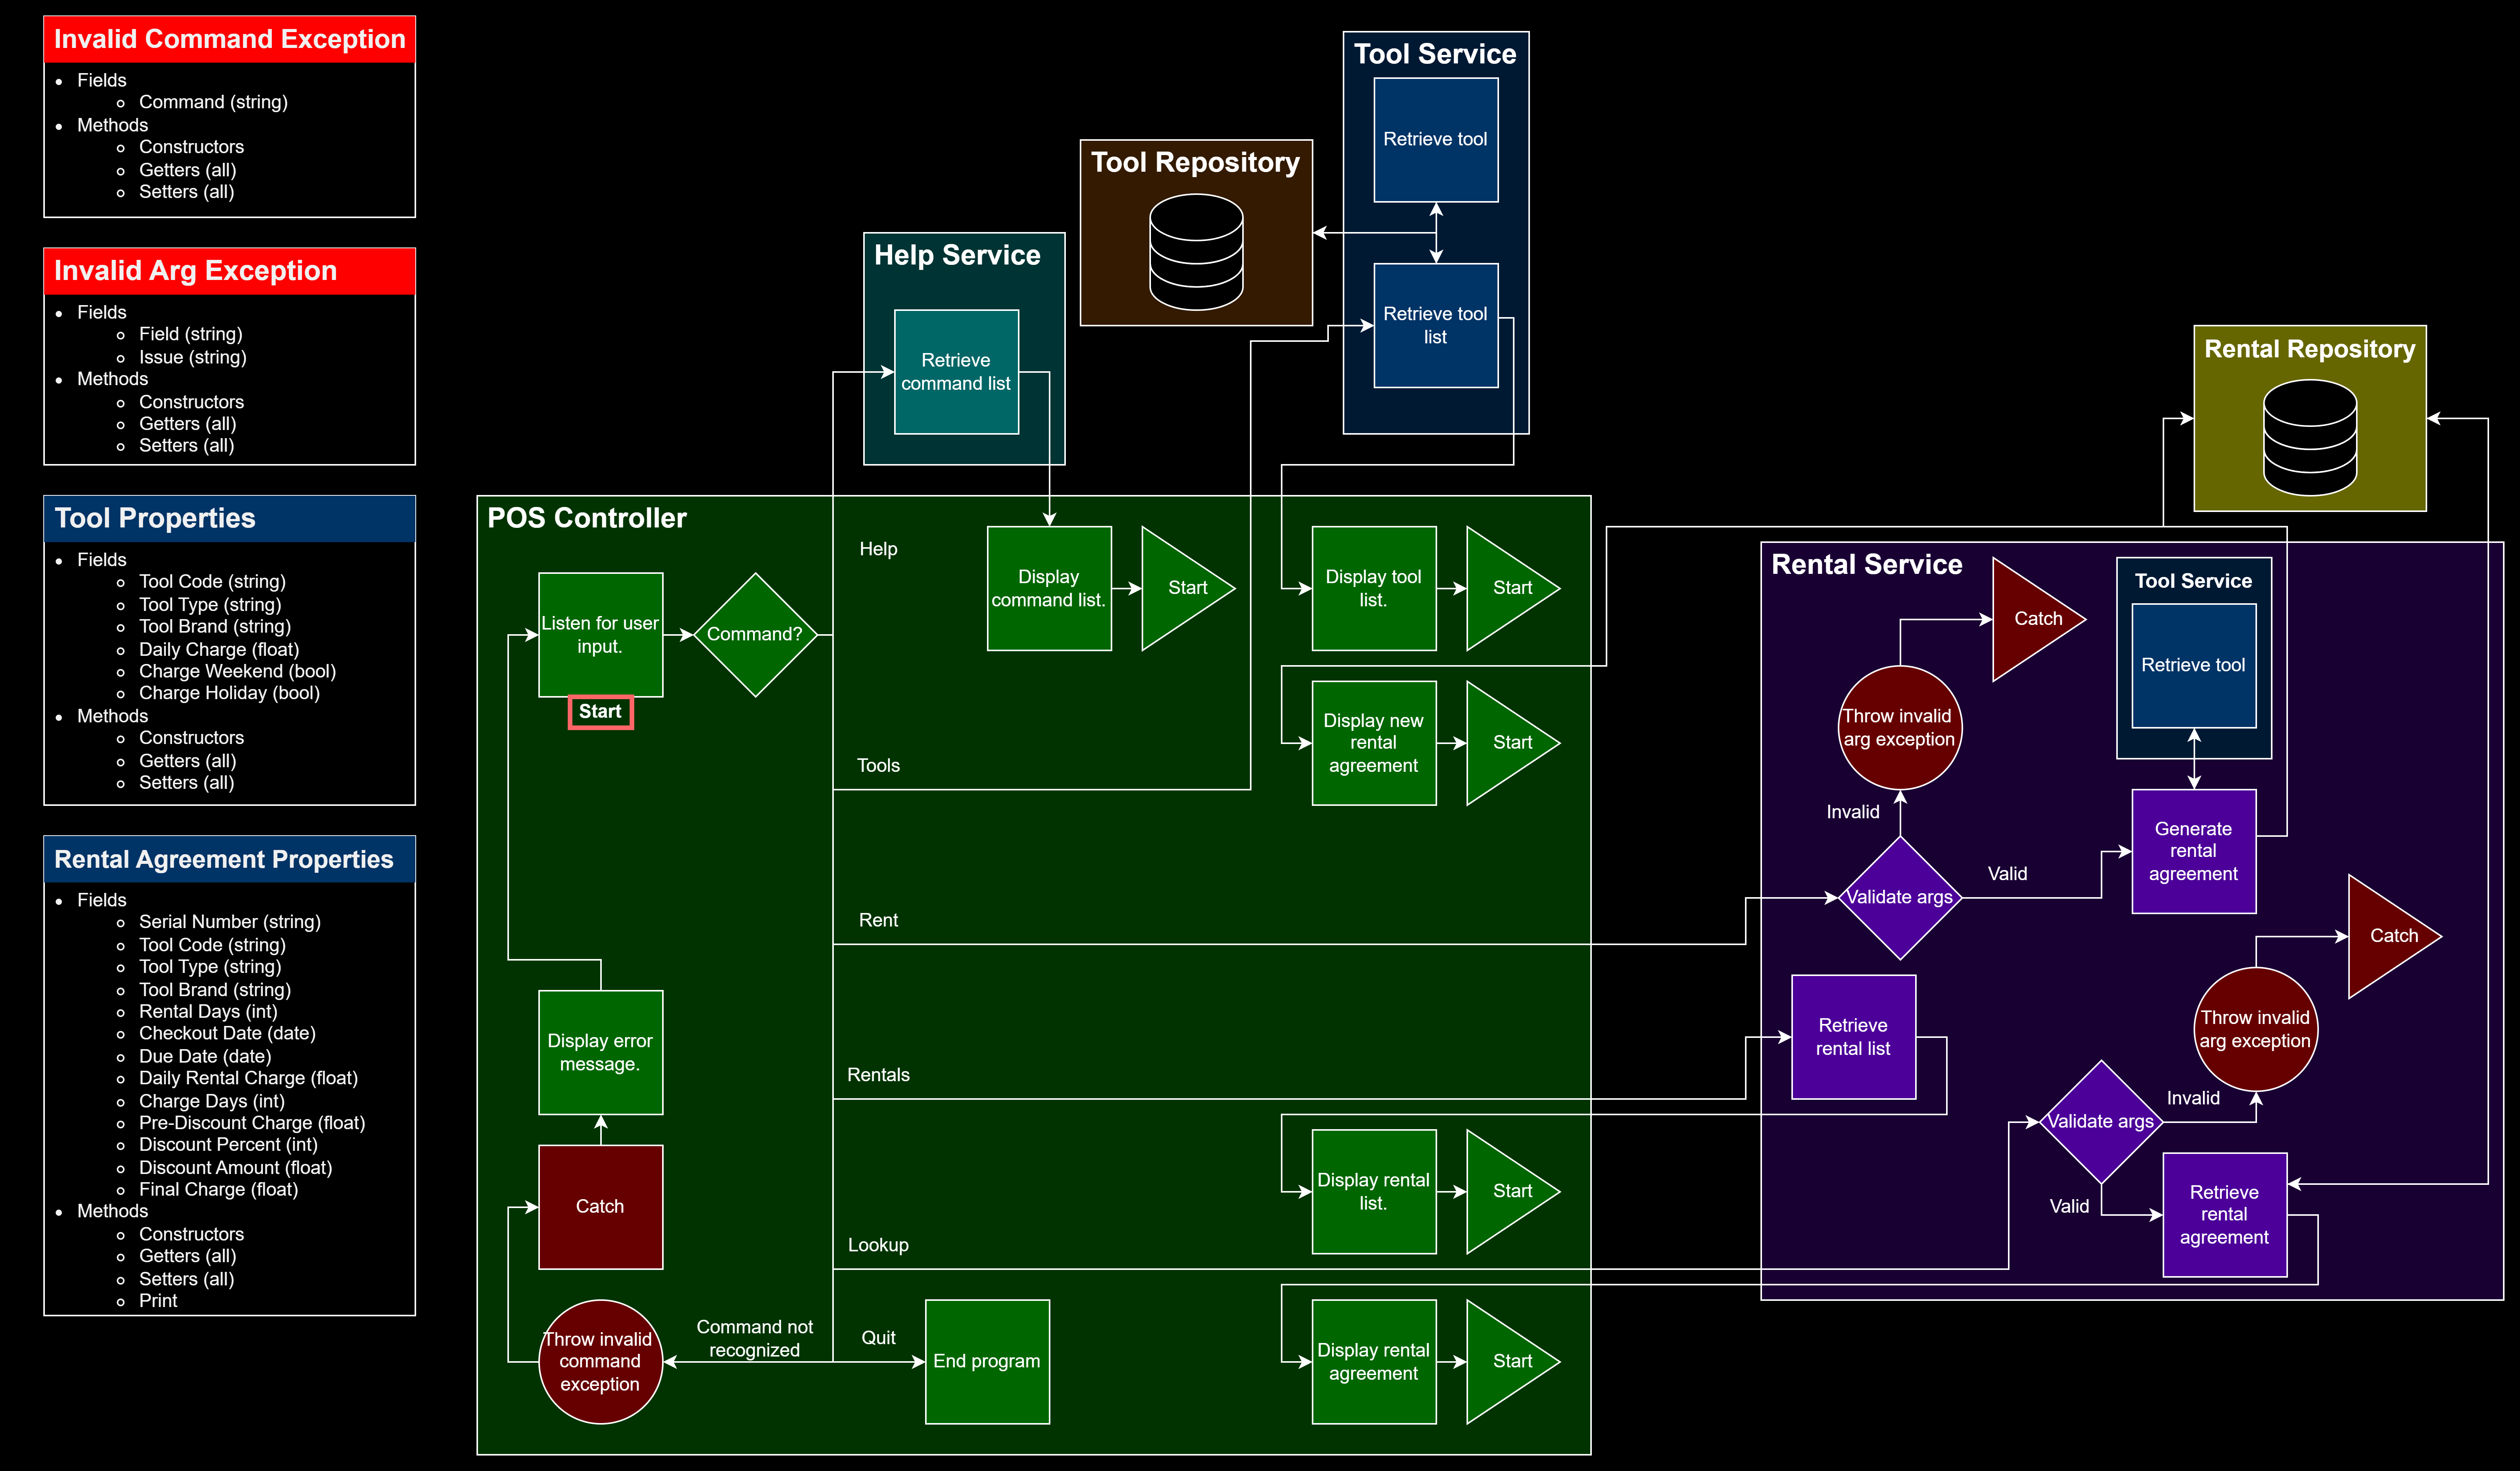 Invalid Command Exception
Fields
Command (string)
Methods
Constructors
Getters (all)
Setters (all)
Invalid Arg Exception
Fields
Field (string)
Issue (string)
Methods
Constructors
Getters (all)
Setters (all)
Tool Properties
Fields
Tool Code (string)
Tool Type (string)
Tool Brand (string)
Daily Charge (float)
Charge Weekend (bool)
Charge Holiday (bool)
Methods
Constructors
Getters (all)
Setters (all)
Rental Agreement Properties
Fields
Serial Number (string)
Tool Code (string)
Tool Type (string)
Tool Brand (string)
Rental Days (int)
Checkout Date (date)
Due Date (date)
Daily Rental Charge (float)
Charge Days (int)
Pre-Discount Charge (float)
Discount Percent (int)
Discount Amount (float)
Final Charge (float)
Methods
Constructors
Getters (all)
Setters (all)
Print
Tool Service
Retrieve tool
Retrieve tool
list
Tool Repository
Help Service
Retrieve
command list
Rental Repository
POS Controller
Listen for user
input.
Start
Command?
Help
Display
command list.
Start
Display tool
list.
Start
Display new
rental
agreement
Start
Tools
Rent
Rentals
Display error
message.
Catch
Throw invalid
command
exception
Command not
recognized
Lookup
Quit
End program
Display rental
list.
Start
Display rental
agreement
Start
Rental Service
Catch
Throw invalid
arg exception
Invalid
Validate args
Valid
Tool Service
Retrieve tool
Generate
rental
agreement
Retrieve
rental list
Catch
Throw invalid
arg exception
Invalid
Validate args
Valid
Retrieve
rental
agreement